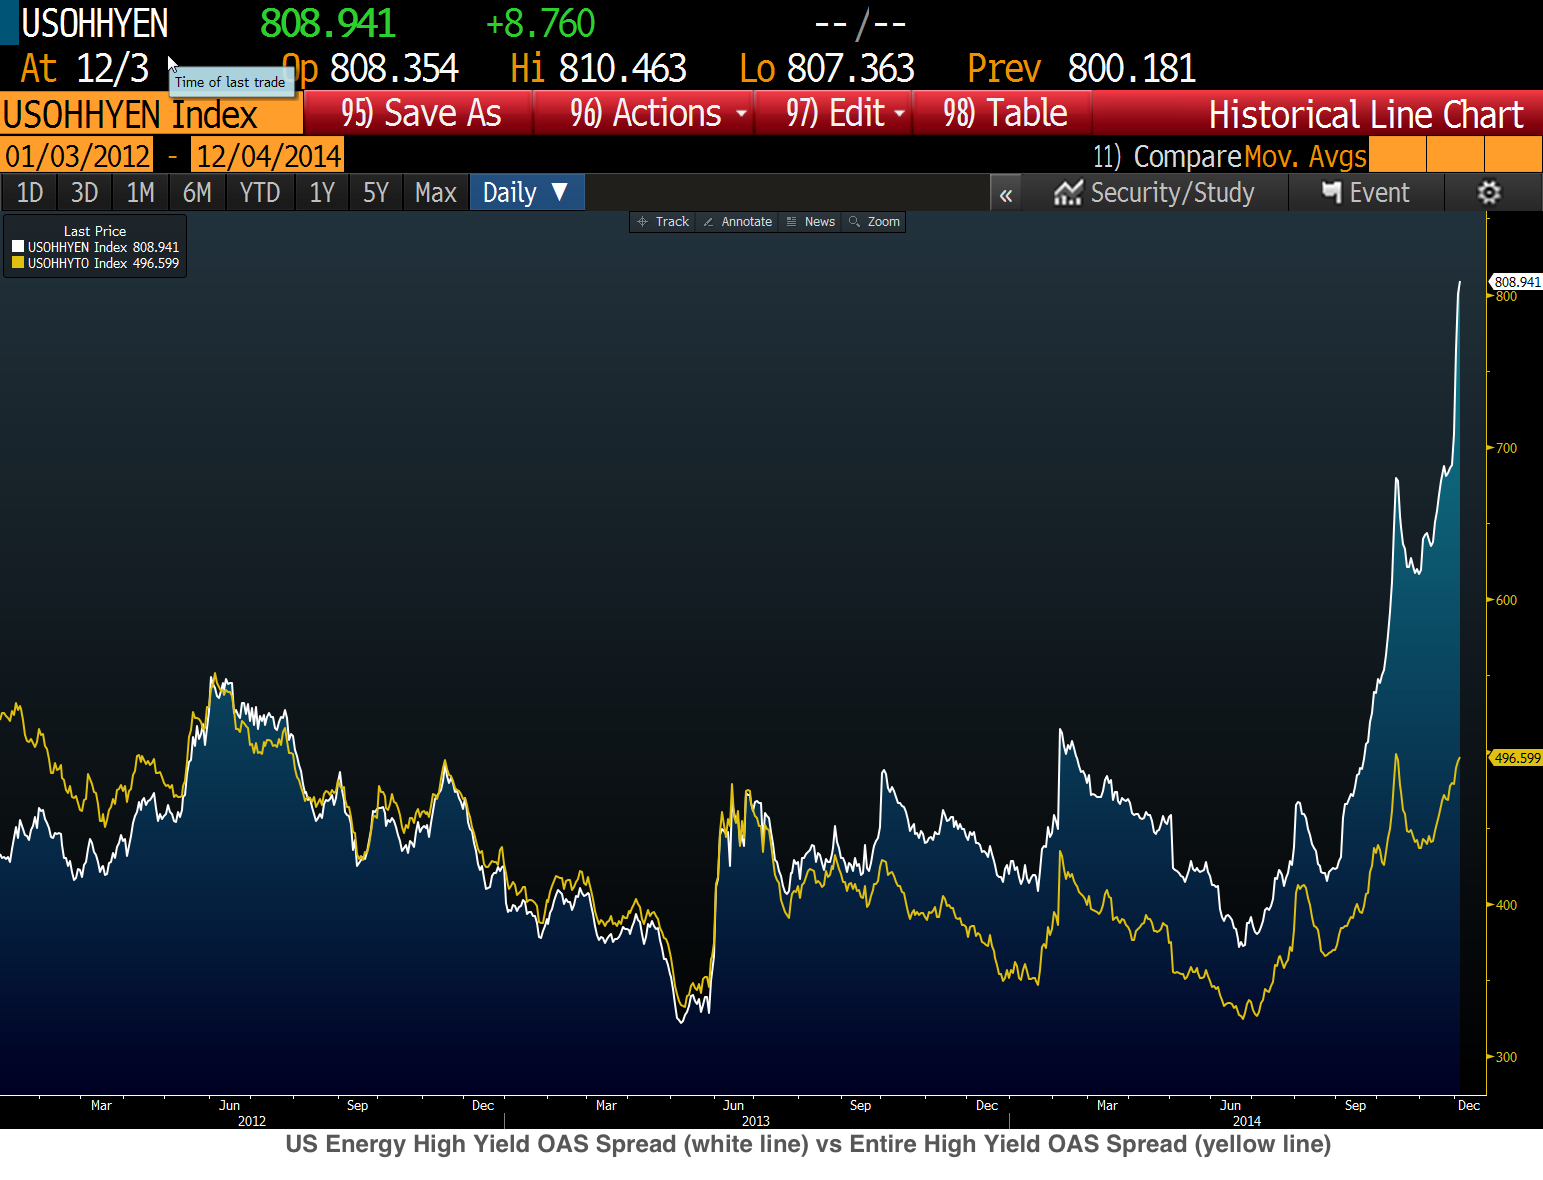 USOHHYEN 808.941 +8.760 --/--
At 12/3 Op 808.354 Hi 810.463 Lo 807.363 Prev 800.181
Time of last trade
USOHHYEN Index 95) Save As 96) Actions 97) Edit 98) Table Historical Line Chart
01/03/2012 - 12/04/2014 11) Compare Mov. Avgs
1D 3D 1M 6M YTD 1Y 5Y Max Daily ▼ « Security/Study Event
Track Annotate News Zoom
Last Price
USOHHYEN Index 808.941
USOHHYTO Index 496.599
808.941
800
700
600
496.599
400
300
Mar Jun Sep Dec Mar Jun Sep Dec Mar Jun Sep Dec
2012 2013 2014
US Energy High Yield OAS Spread (white line) vs Entire High Yield OAS Spread (yellow line)